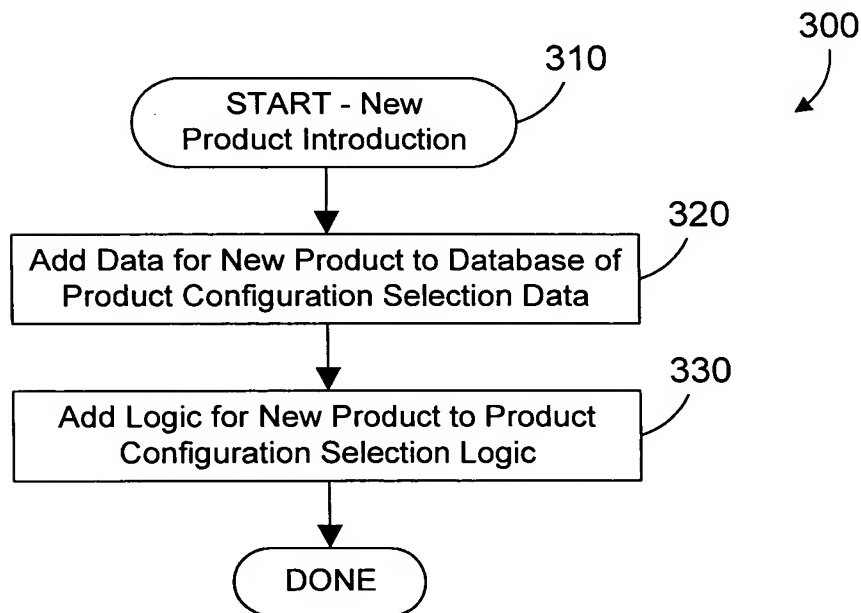 300
310
START - New
Product Introduction
320
Add Data for New Product to Database of
Product Configuration Selection Data
330
Add Logic for New Product to Product
Configuration Selection Logic
DONE